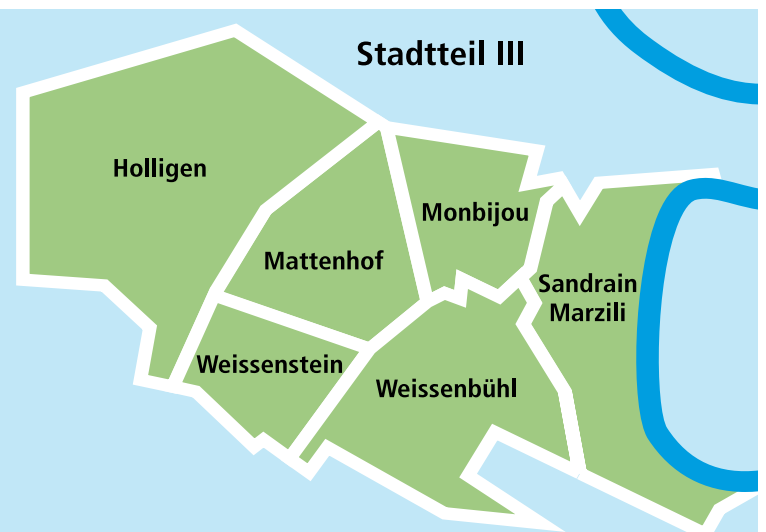 Stadtteil III
Holligen
Monbijou
Mattenhof
Sandrain
Marzili
Weissenstein
Weissenbühl